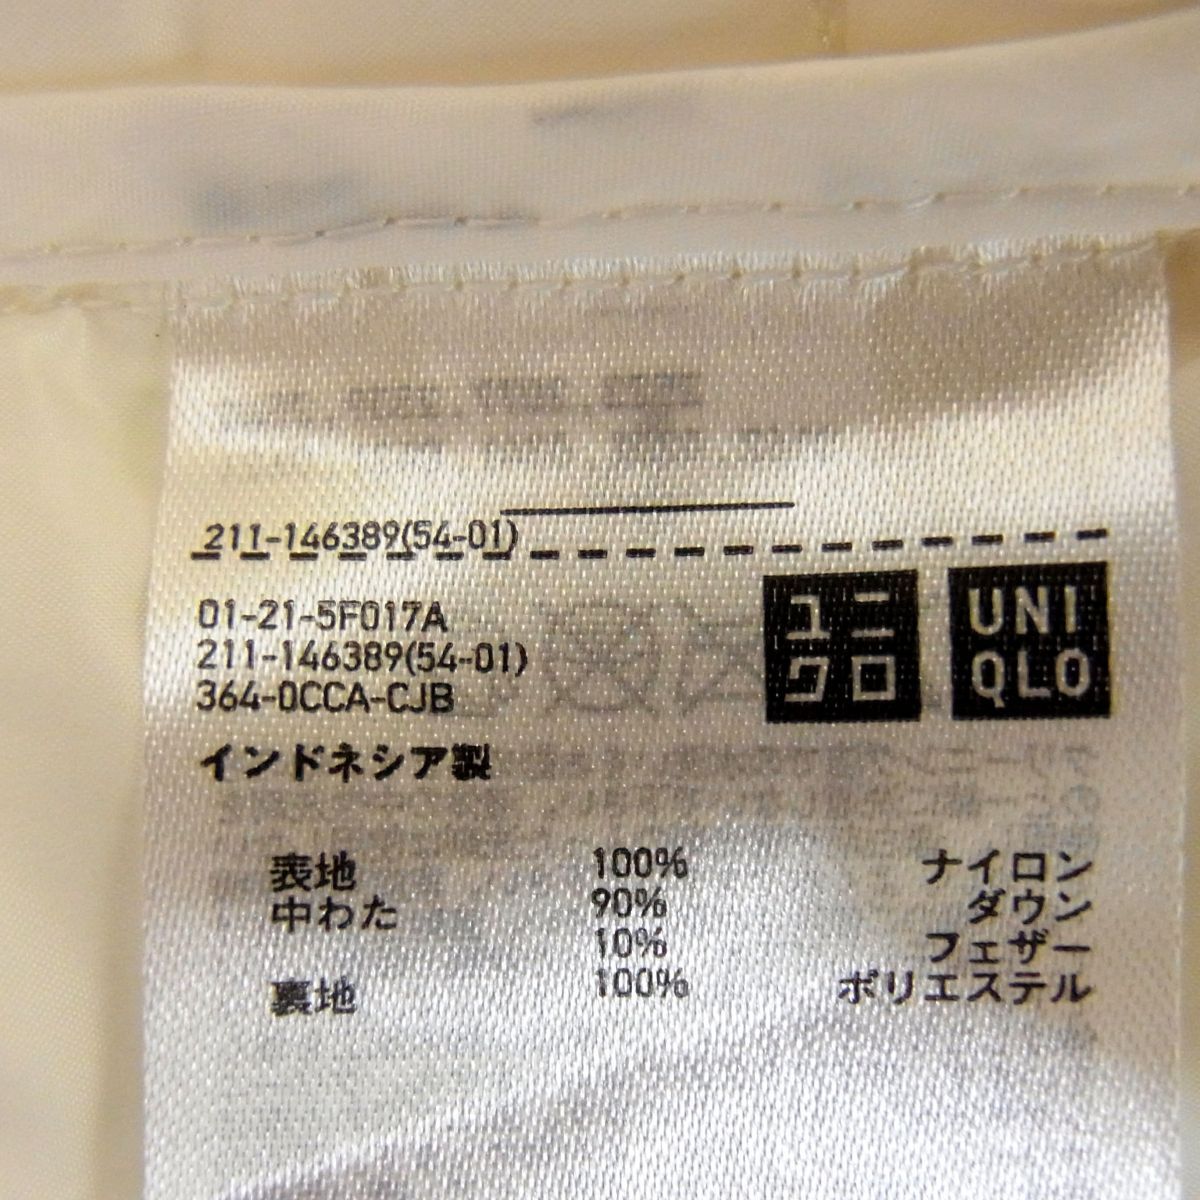 211-146389(54-01)
01-21-5F017A
211-146389(54-01)
364-0CCA-CJB
ユニ
クロ
UNI
QLO
インドネシア製
表地 100% ナイロン
中わた 90% ダウン
10% フェザー
裏地 100% ポリエステル